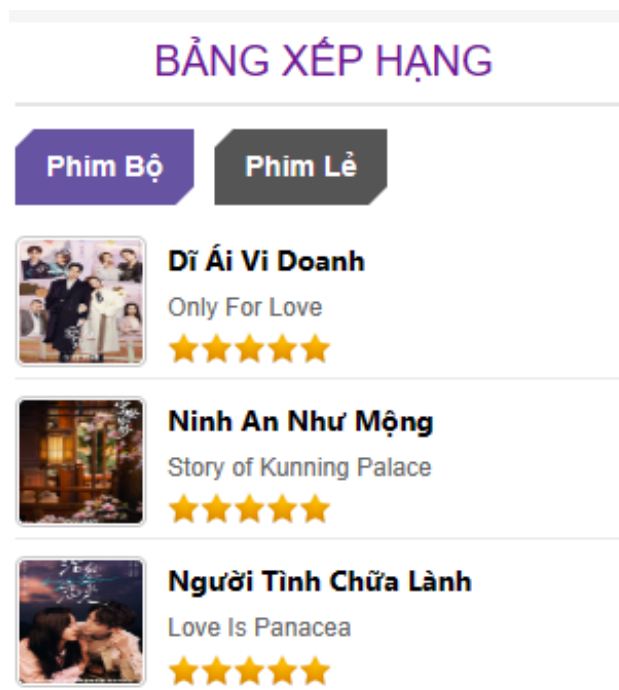 BẢNG XẾP HẠNG
Phim Bộ
Phim Lẻ
Dĩ Ái Vi Doanh
Only For Love
Ninh An Như Mộng
Story of Kunning Palace
Người Tình Chữa Lành
Love Is Panacea